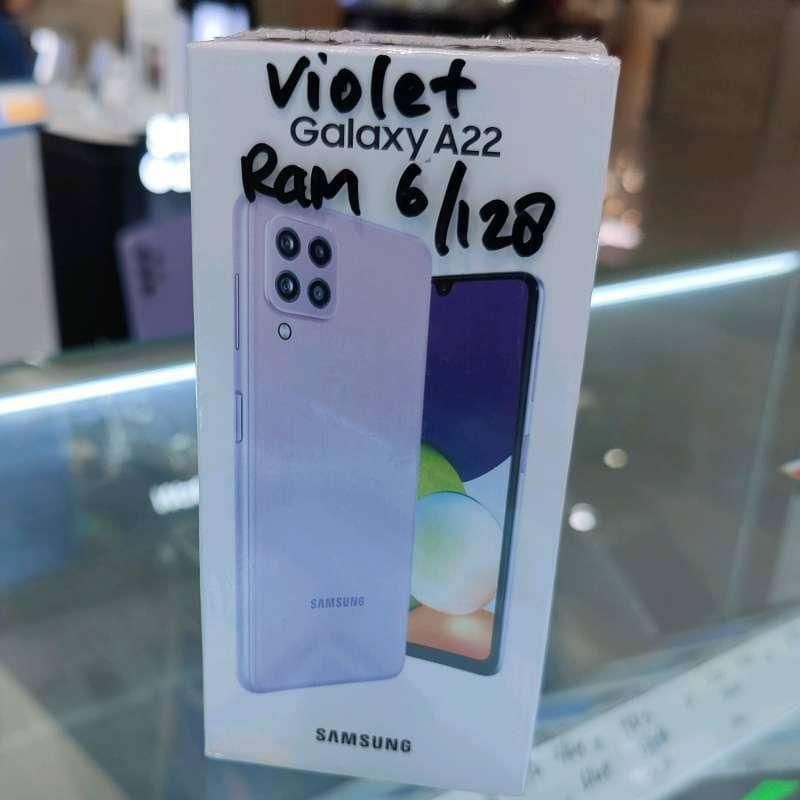 Violet
Galaxy A22
Ram 6/128
SAMSUNG
SAMSUNG